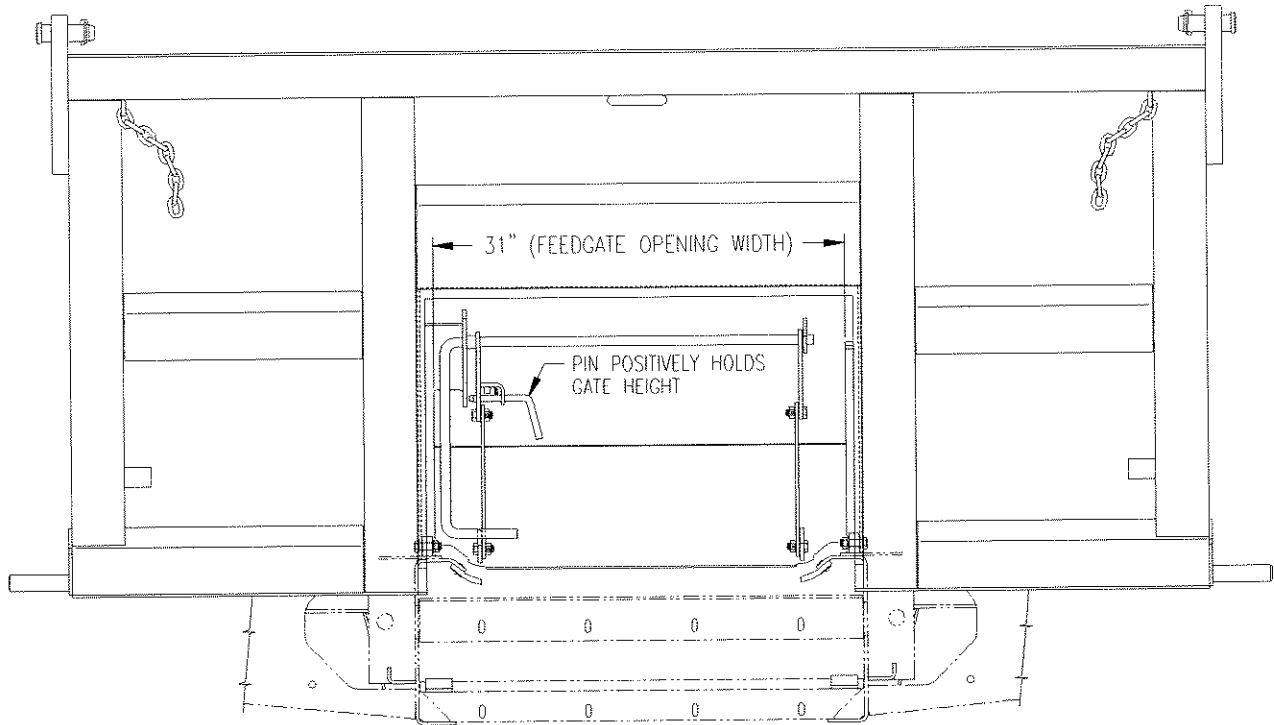 31" (FEEDGATE OPENING WIDTH)
PIN POSITIVELY HOLDS
GATE HEIGHT